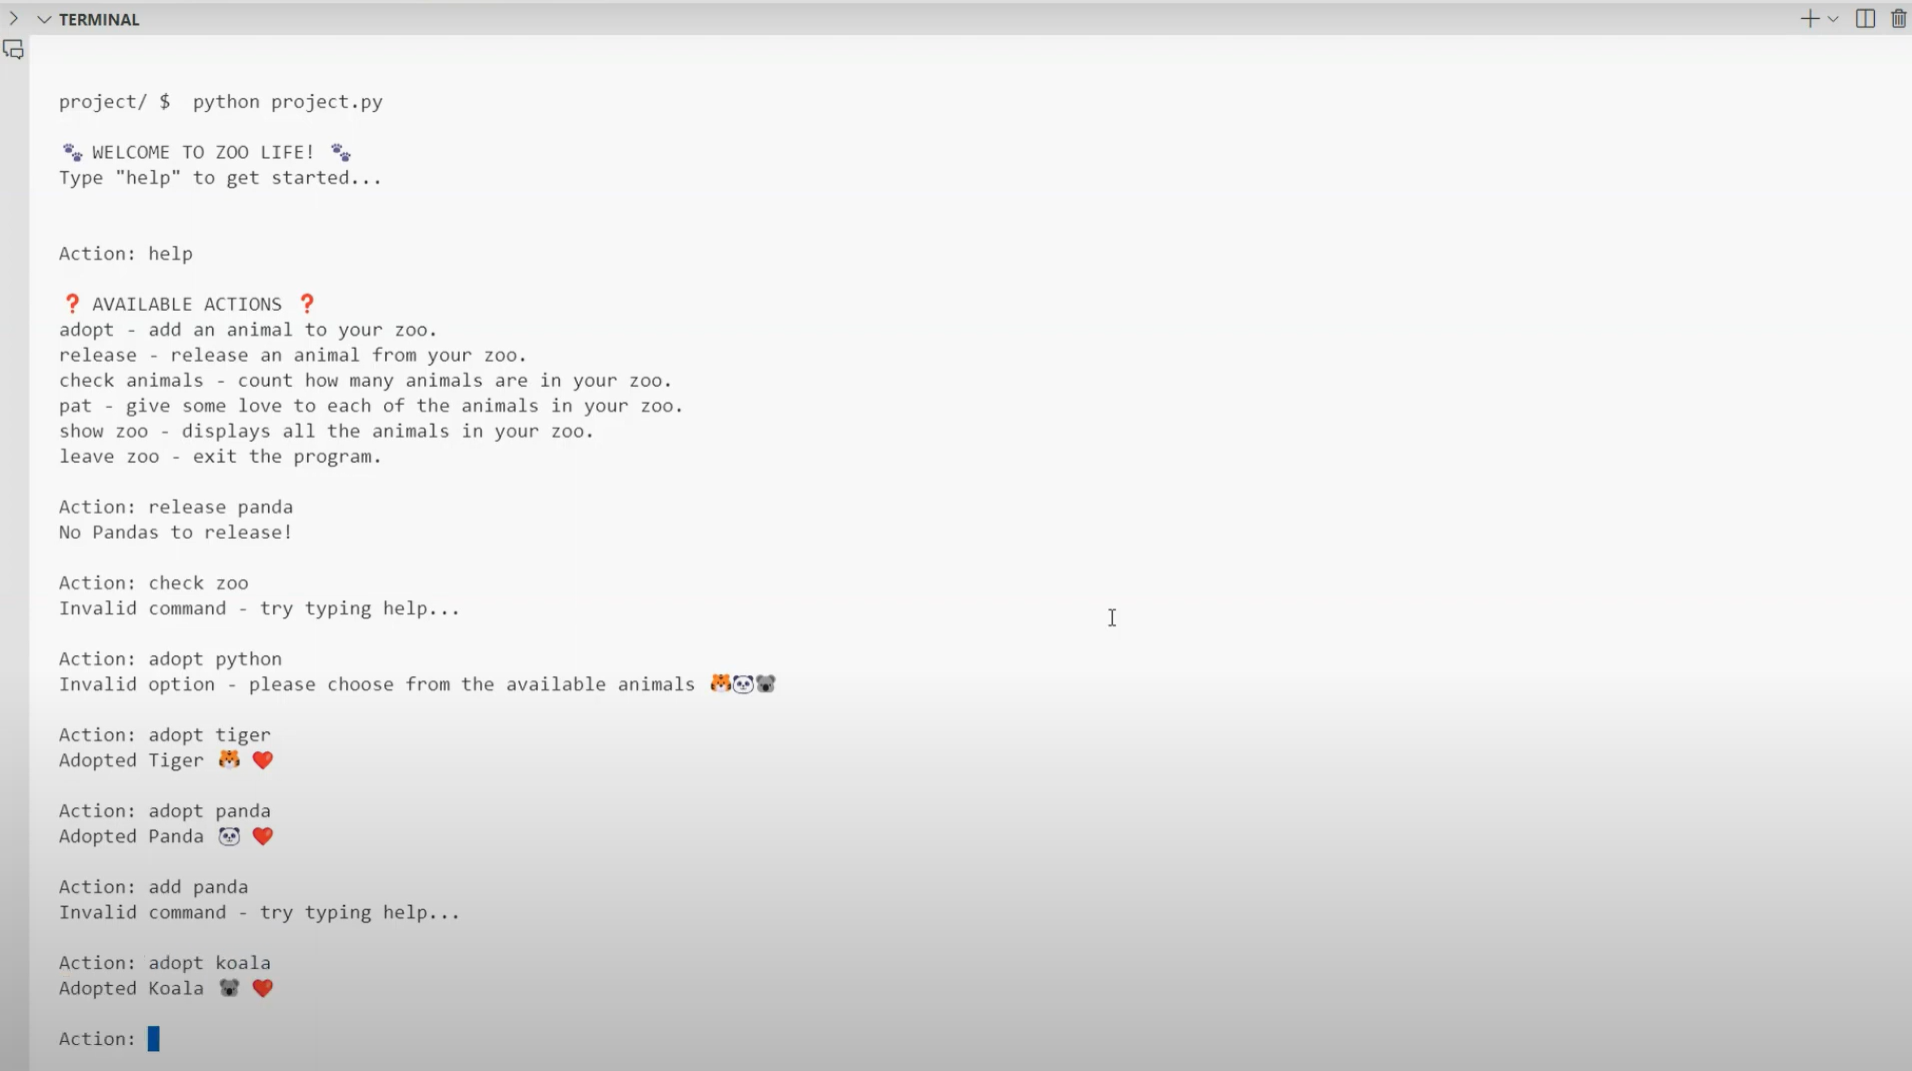 TERMINAL
project/ $  python project.py
🐾 WELCOME TO ZOO LIFE! 🐾
Type "help" to get started...
Action: help
❓ AVAILABLE ACTIONS ❓
adopt - add an animal to your zoo.
release - release an animal from your zoo.
check animals - count how many animals are in your zoo.
pat - give some love to each of the animals in your zoo.
show zoo - displays all the animals in your zoo.
leave zoo - exit the program.
Action: release panda
No Pandas to release!
Action: check zoo
Invalid command - try typing help...
Action: adopt python
Invalid option - please choose from the available animals 🐯🐼🐨
Action: adopt tiger
Adopted Tiger 🐯 ❤️
Action: adopt panda
Adopted Panda 🐼 ❤️
Action: add panda
Invalid command - try typing help...
Action: adopt koala
Adopted Koala 🐨 ❤️
Action: